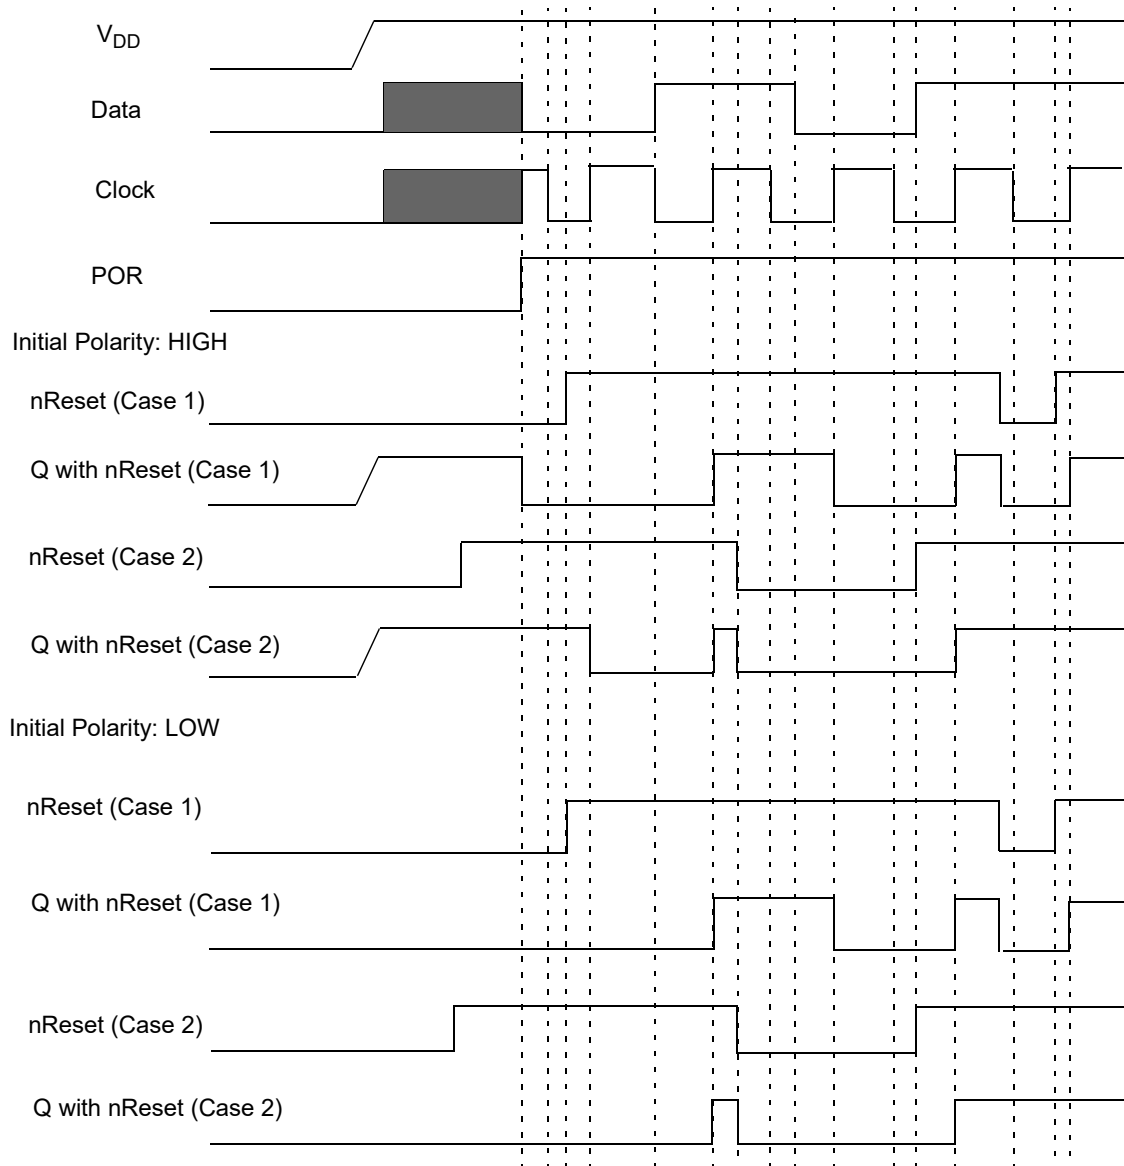 VDD
Data
Clock
POR
Initial Polarity: HIGH
nReset (Case 1)
Q with nReset (Case 1)
nReset (Case 2)
Q with nReset (Case 2)
Initial Polarity: LOW
nReset (Case 1)
Q with nReset (Case 1)
nReset (Case 2)
Q with nReset (Case 2)